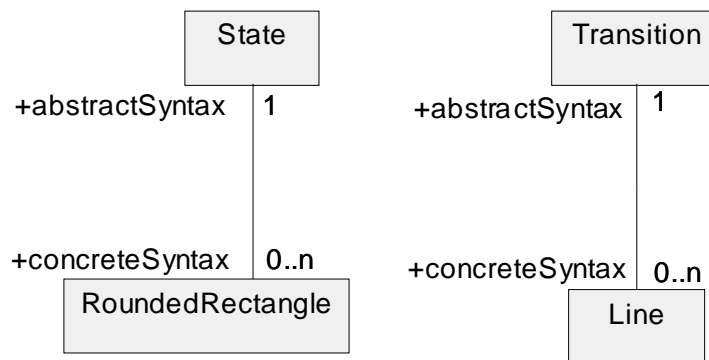 State
+abstractSyntax 1
+concreteSyntax 0..n
RoundedRectangle
Transition
+abstractSyntax 1
+concreteSyntax 0..n
Line